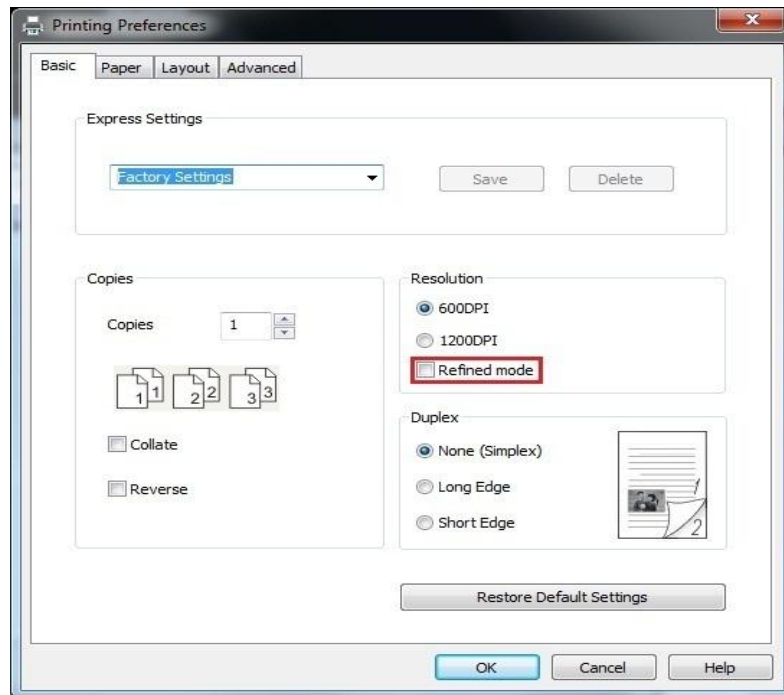 Printing Preferences
Basic Paper Layout Advanced
Express Settings
Factory Settings Save Delete
Copies
Copies 1
1 1 2 2 3 3
Collate
Reverse
Resolution
600DPI
1200DPI
Refined mode
Duplex
None (Simplex)
Long Edge
Short Edge
1
2
Restore Default Settings
OK Cancel Help